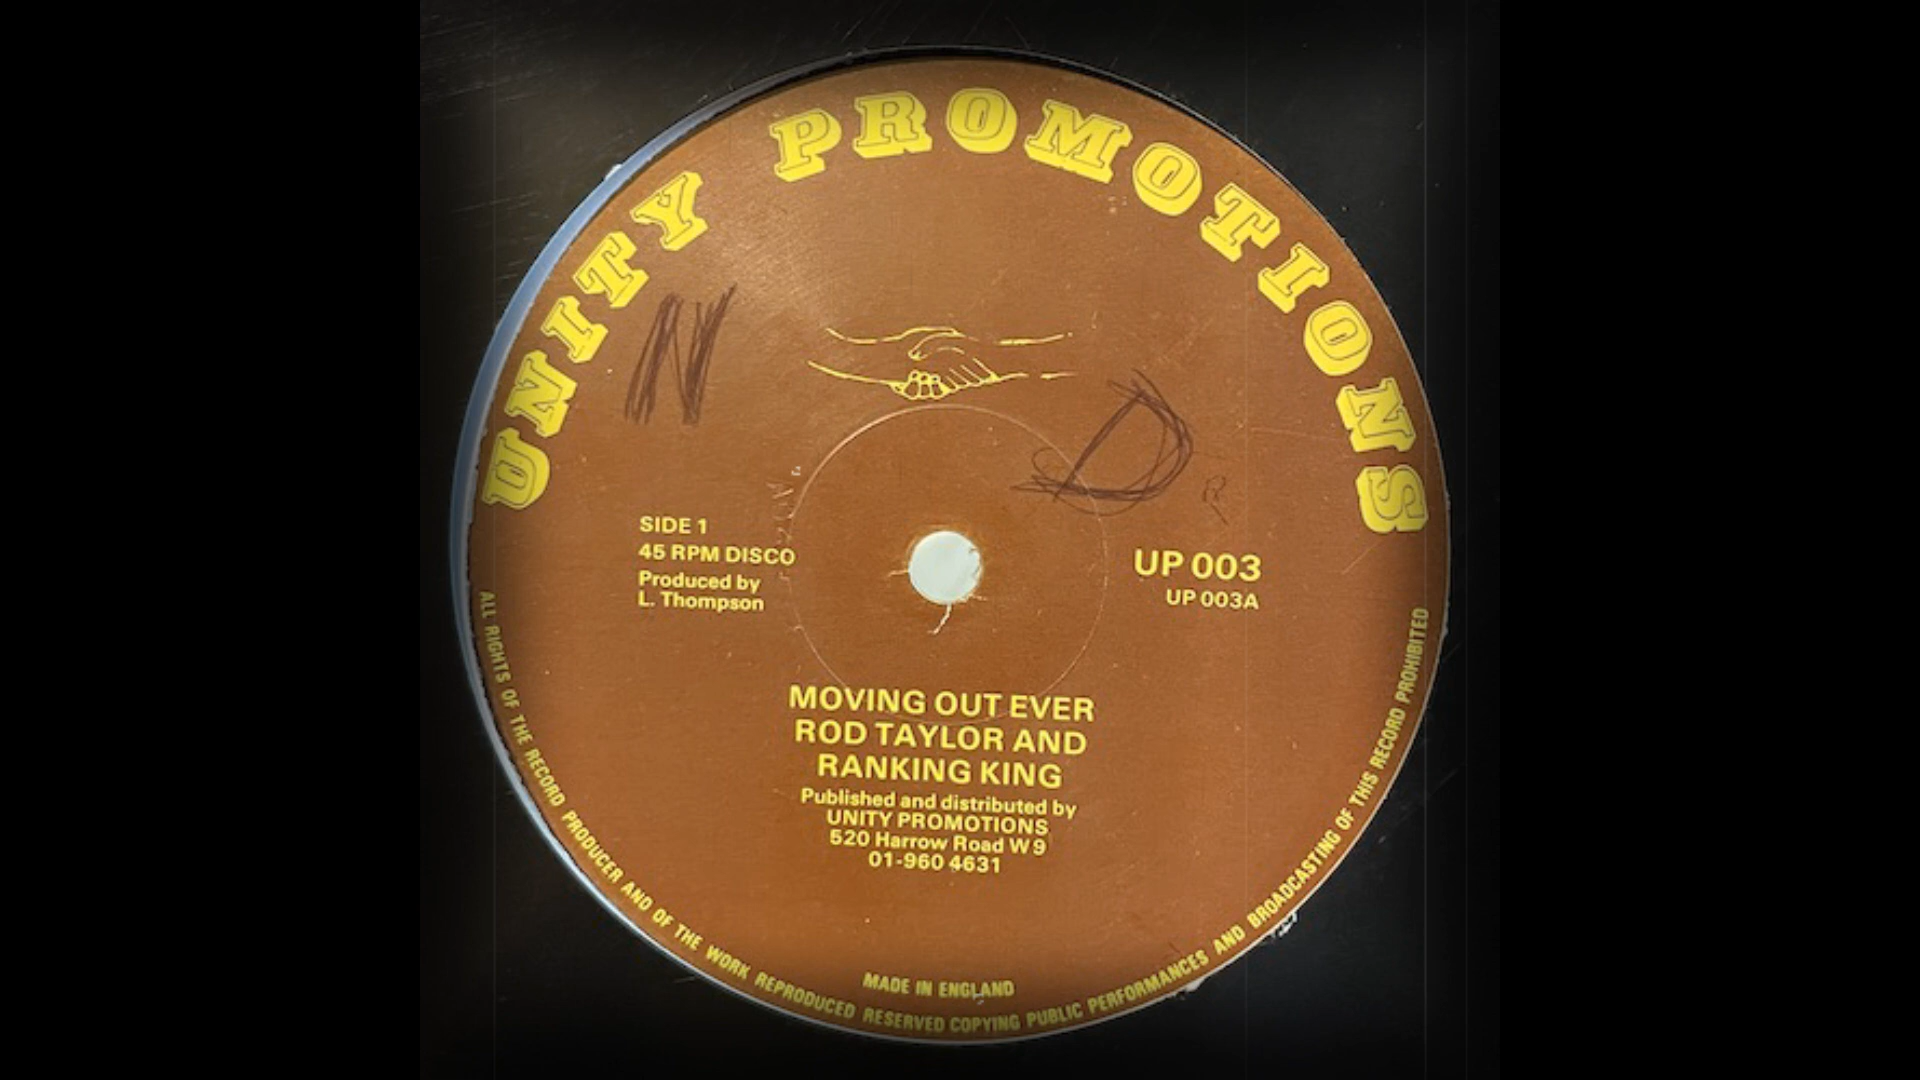 UNITY PROMOTIONS
N
D
SIDE 1
45 RPM DISCO
Produced by
L. Thompson
UP 003
UP 003A
MOVING OUT EVER
ROD TAYLOR AND
RANKING KING
Published and distributed by
UNITY PROMOTIONS
520 Harrow Road W9
01-960 4631
MADE IN ENGLAND
ALL RIGHTS OF THE RECORD PRODUCER AND OF THE WORK REPRODUCED RESERVED COPYING PUBLIC PERFORMANCES AND BROADCASTING OF THIS RECORD PROHIBITED